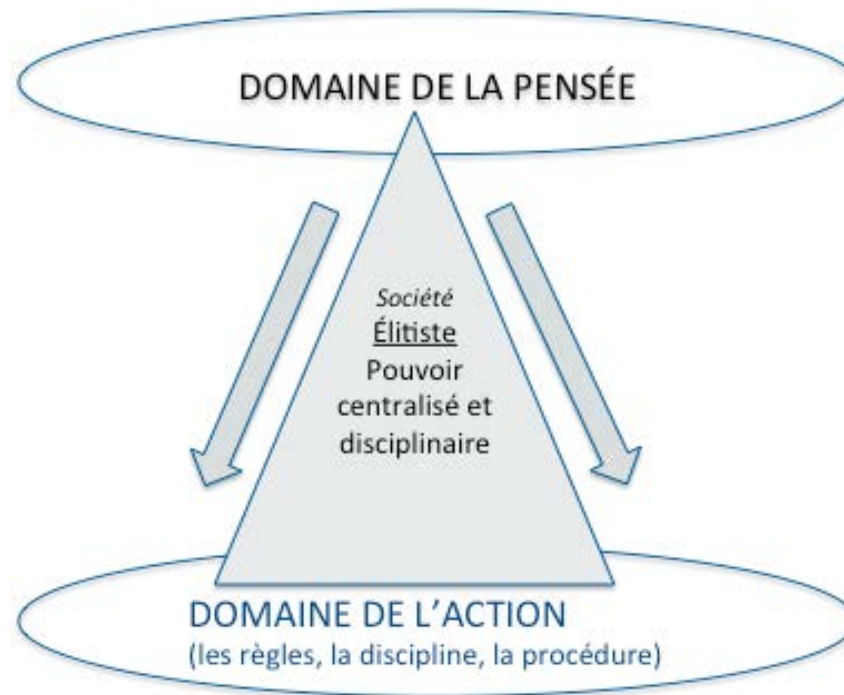 DOMAINE DE LA PENSÉE
Société
Élitiste
Pouvoir
centralisé et
disciplinaire
DOMAINE DE L’ACTION
(les règles, la discipline, la procédure)